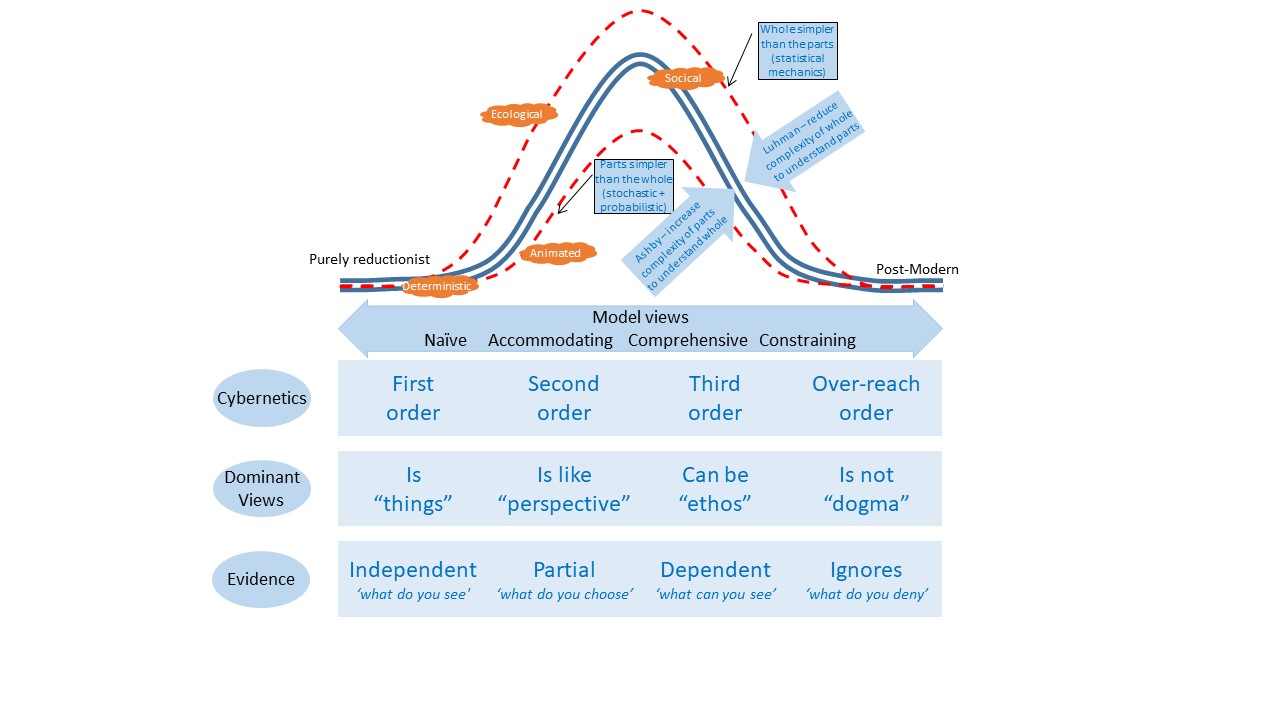 Whole simpler
than the parts
(statistical
mechanics)
Socical
Ecological
Luhman – reduce
complexity of whole
to understand parts
Parts simpler
than the whole
(stochastic +
probabilistic)
Ashby – increase
complexity of parts
to understand whole
Animated
Purely reductionist
Post-Modern
Deterministic
Model views
Naïve Accommodating Comprehensive Constraining
Cybernetics
First
order
Second
order
Third
order
Over-reach
order
Dominant
Views
Is
“things”
Is like
“perspective”
Can be
“ethos”
Is not
“dogma”
Evidence
Independent
‘what do you see'
Partial
‘what do you choose’
Dependent
‘what can you see’
Ignores
‘what do you deny’